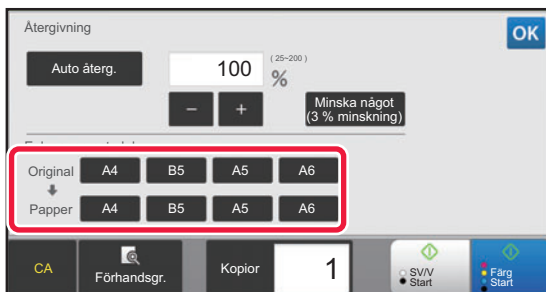 Återgivning
OK
Auto återg.
100
(25~200)
%
−
+
Minska något
(3 % minskning)
Original
A4
B5
A5
A6
Papper
A4
B5
A5
A6
CA
Förhandsgr.
Kopior
1
SV/V
Start
Färg
Start